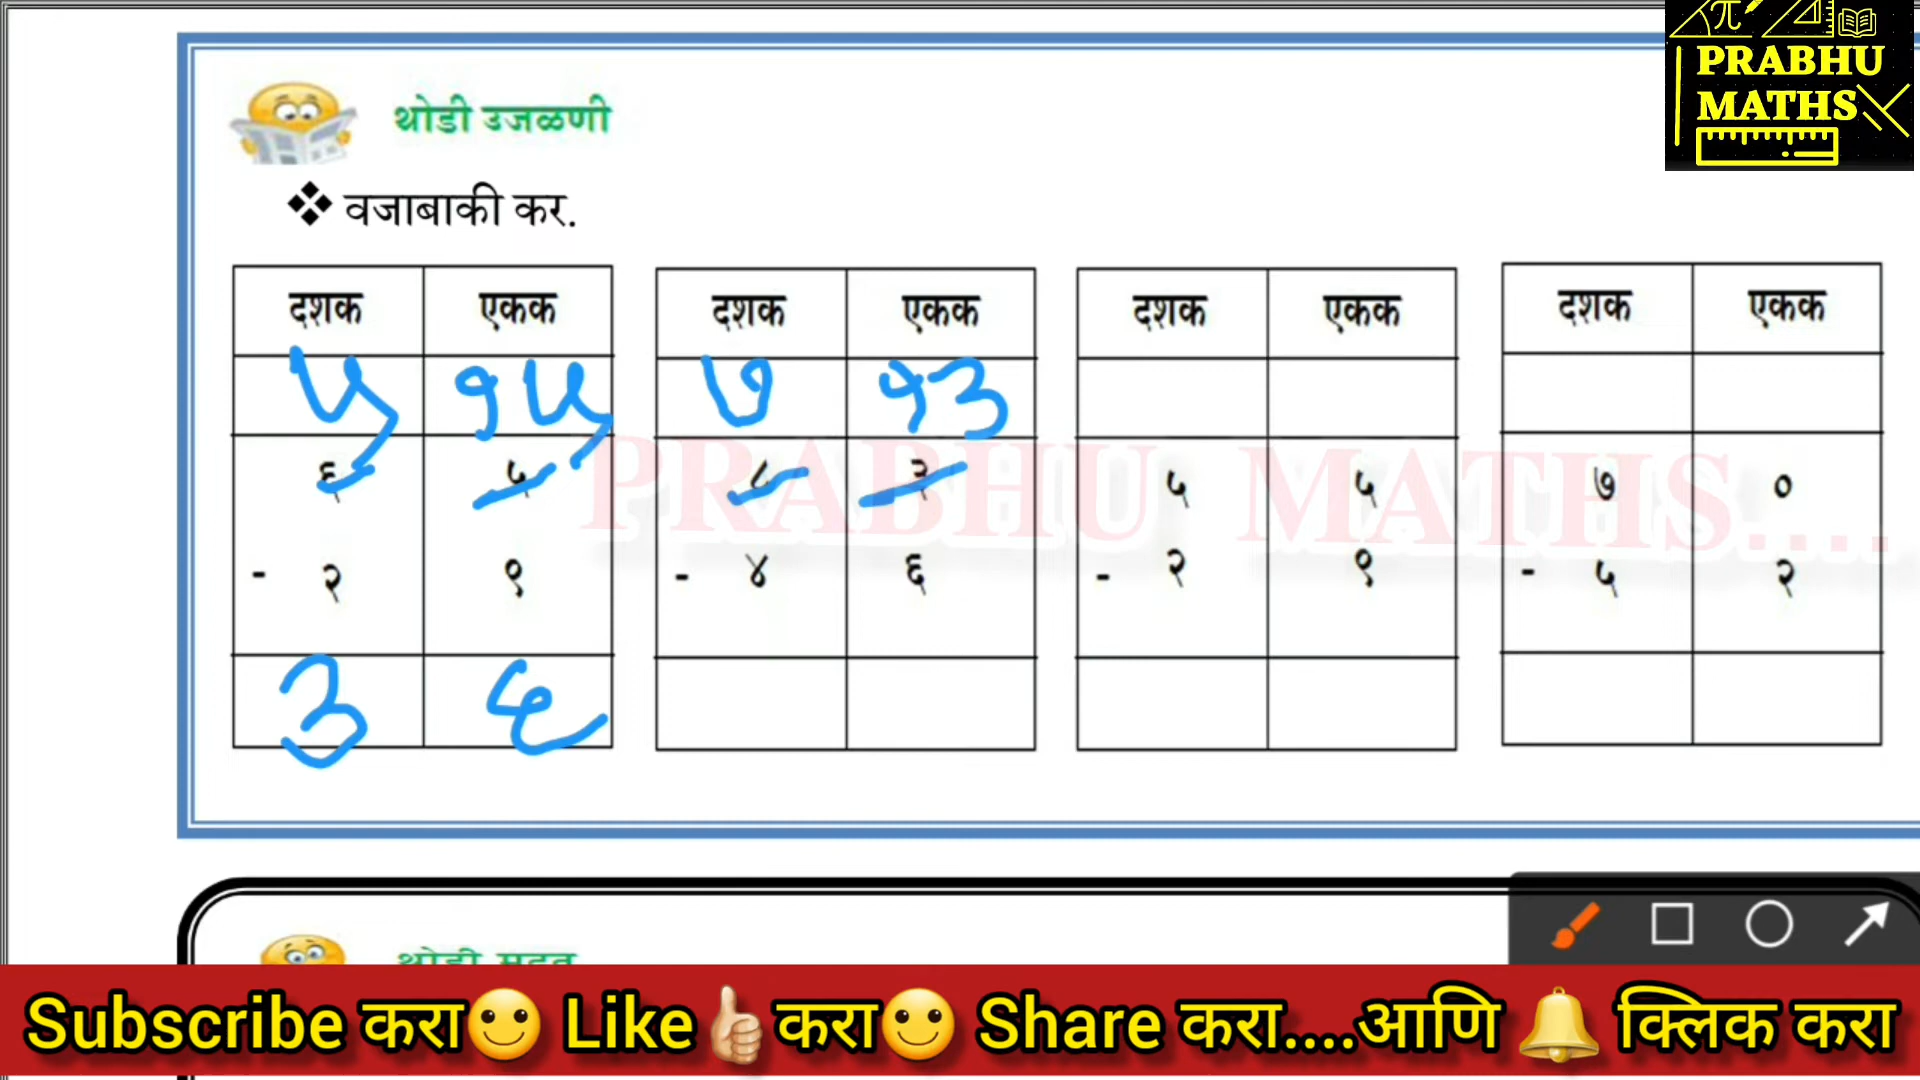 PRABHU
MATHS
थोडी उजळणी
❖ वजाबाकी कर.
दशक एकक दशक एकक दशक एकक दशक एकक
५ १५ ७ १३
६ ५ ८ ३ ५ ५ ७ ०
PRABHU MATHS....
- २ ९ - ४ ६ - २ ९ - ५ २
३ ६
थोडी मदत
Subscribe करा🙂 Like👍करा🙂 Share करा....आणि 🔔 क्लिक करा